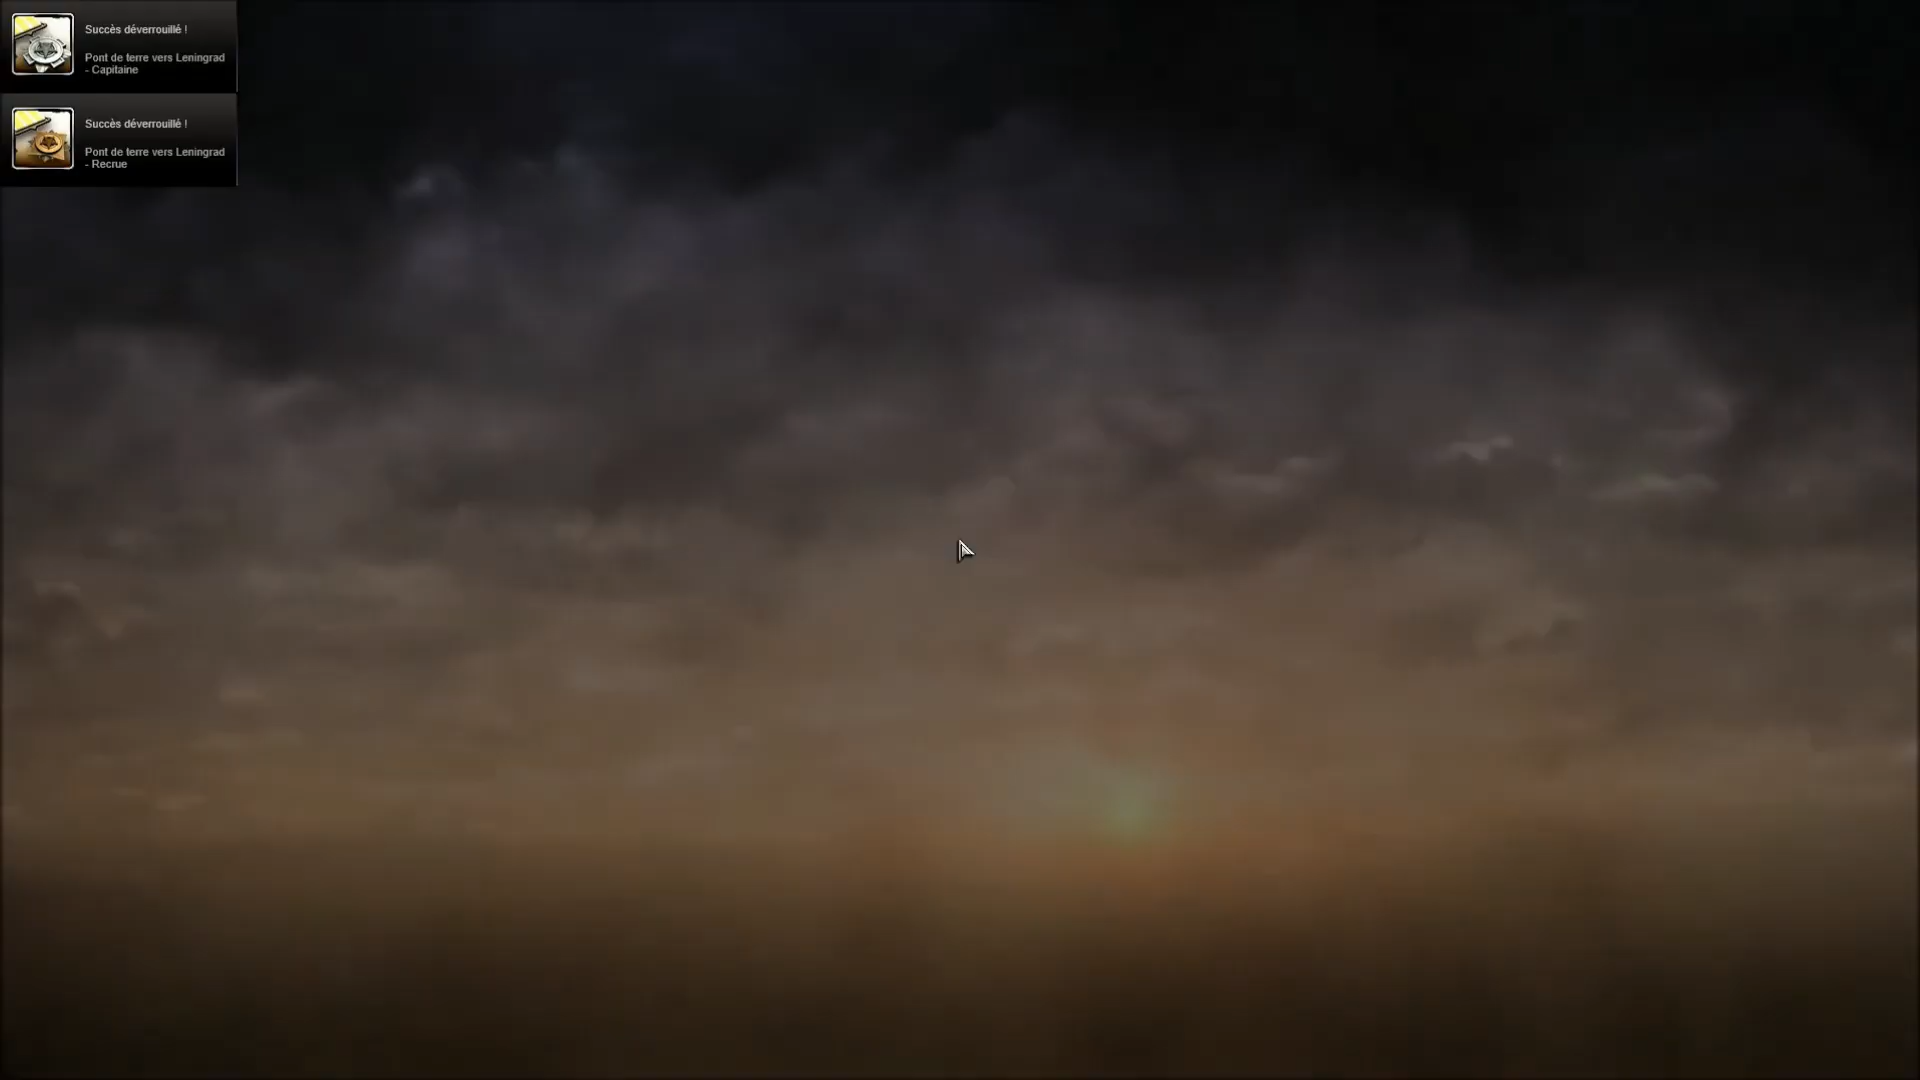 Succès déverrouillé !
Pont de terre vers Leningrad
- Capitaine
Succès déverrouillé !
Pont de terre vers Leningrad
- Recrue